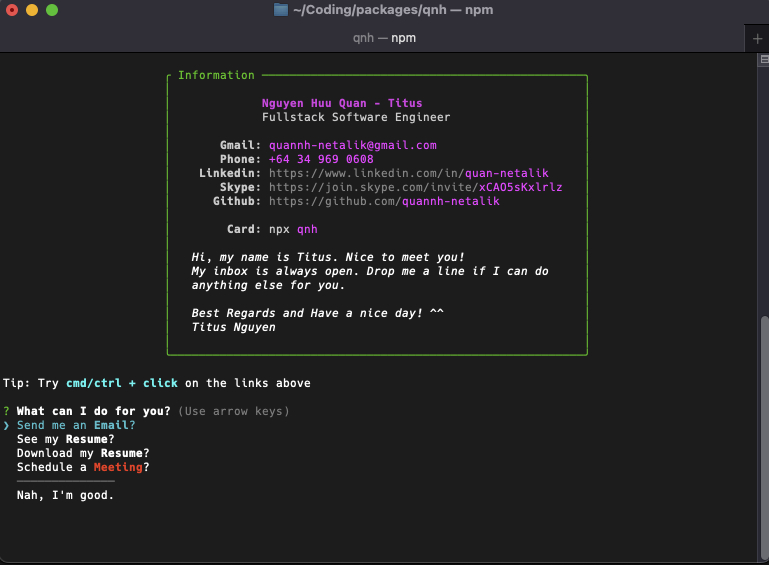 ~/Coding/packages/qnh — npm
qnh — npm
Information
Nguyen Huu Quan - Titus
Fullstack Software Engineer
Gmail: quannh-netalik@gmail.com
Phone: +64 34 969 0608
Linkedin: https://www.linkedin.com/in/quan-netalik
Skype: https://join.skype.com/invite/xCAO5sKxlrlz
Github: https://github.com/quannh-netalik
Card: npx qnh
Hi, my name is Titus. Nice to meet you!
My inbox is always open. Drop me a line if I can do
anything else for you.
Best Regards and Have a nice day! ^^
Titus Nguyen
Tip: Try cmd/ctrl + click on the links above
? What can I do for you? (Use arrow keys)
❯ Send me an Email?
See my Resume?
Download my Resume?
Schedule a Meeting?
Nah, I'm good.